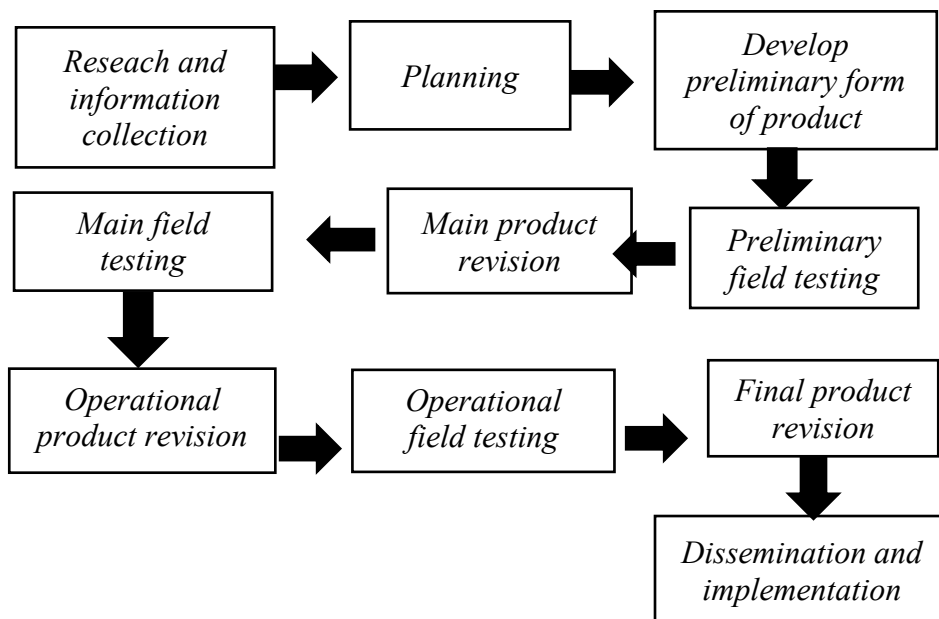 Reseach and
information
collection
Planning
Develop
preliminary form
of product
Preliminary
field testing
Main product
revision
Main field
testing
Operational
product revision
Operational
field testing
Final product
revision
Dissemination and
implementation